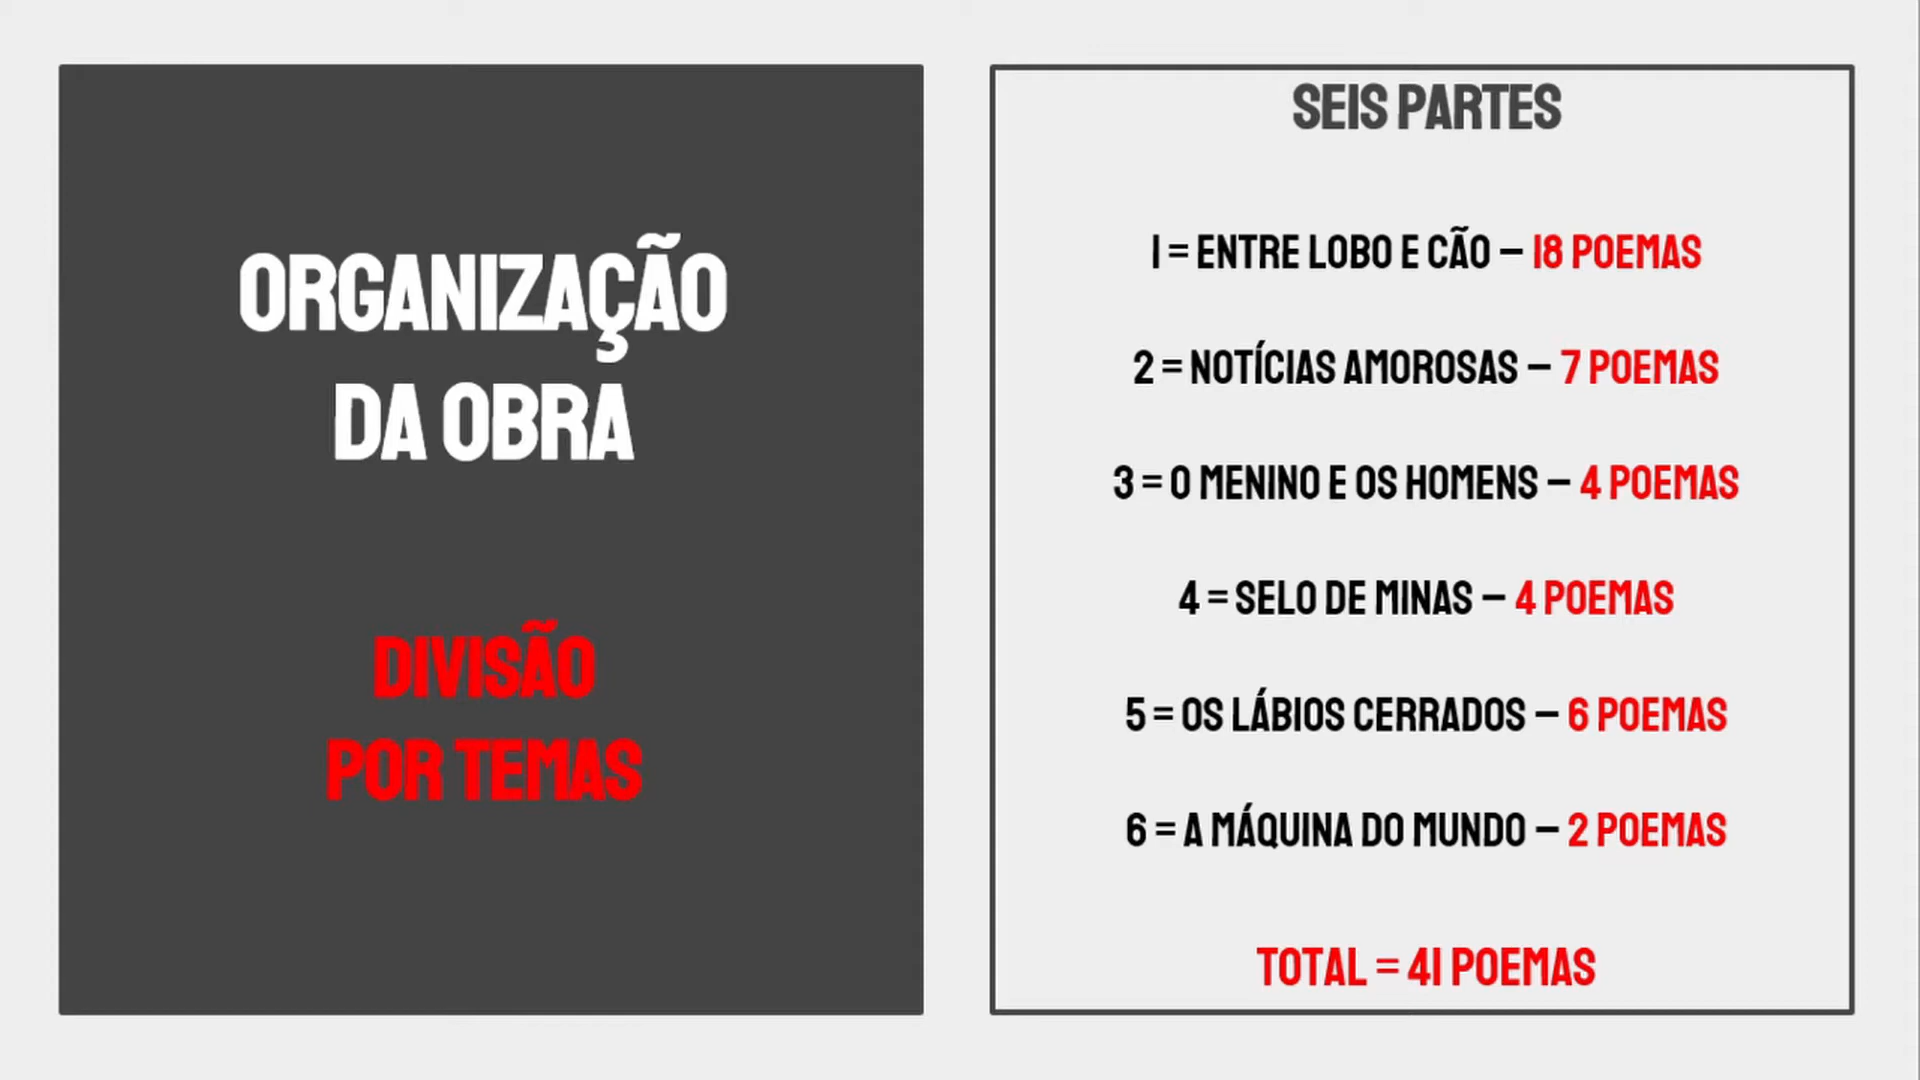 ORGANIZAÇÃO
DA OBRA
DIVISÃO
POR TEMAS
SEIS PARTES
1 = ENTRE LOBO E CÃO – 18 POEMAS
2 = NOTÍCIAS AMOROSAS – 7 POEMAS
3 = O MENINO E OS HOMENS – 4 POEMAS
4 = SELO DE MINAS – 4 POEMAS
5 = OS LÁBIOS CERRADOS – 6 POEMAS
6 = A MÁQUINA DO MUNDO – 2 POEMAS
TOTAL = 41 POEMAS